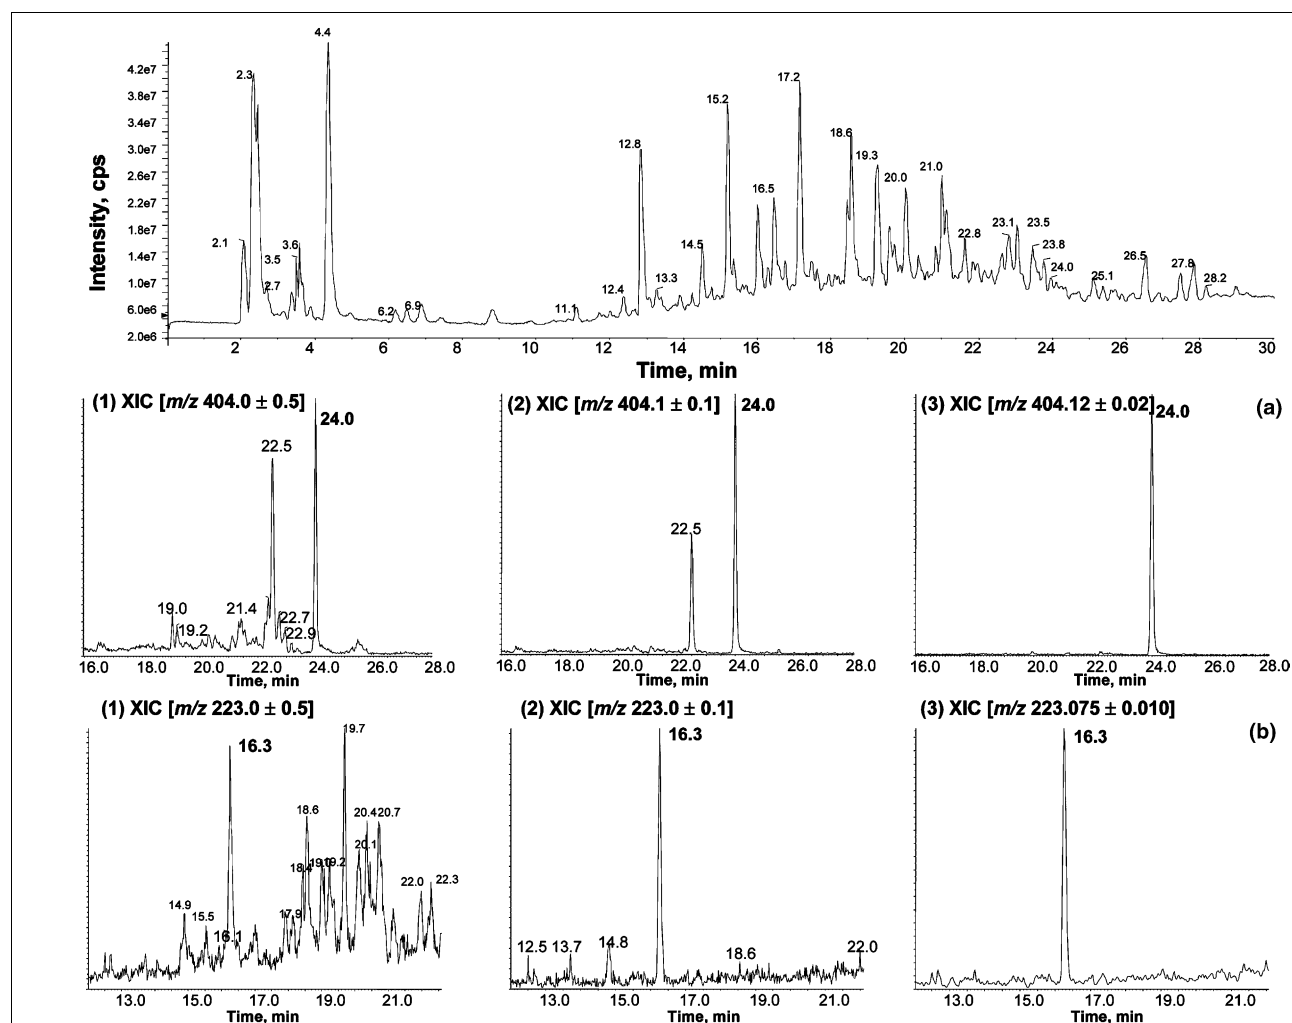 4.4
2.3
4.2e7
17.2
3.8e7
15.2
3.4e7
12.8
18.6
3.0e7
19.3
2.6e7
20.0
21.0
16.5
2.2e7
23.1
23.5
1.8e7
2.1
3.6
14.5
22.8
23.8
1.4e7
3.5
26.5
27.8
24.0
1.0e7
2.7
12.4
13.3
25.1
28.2
6.0e6
6.2
6.9
11.1
2.0e6
Intensity, cps
2 4 6 8 10 12 14 16 18 20 22 24 26 28 30
Time, min
(1) XIC [m/z 404.0 ± 0.5]
24.0
22.5
19.0
19.2
21.4
22.7
22.9
16.0 18.0 20.0 22.0 24.0 26.0 28.0
Time, min
(2) XIC [m/z 404.1 ± 0.1]
24.0
22.5
16.0 18.0 20.0 22.0 24.0 26.0 28.0
Time, min
(3) XIC [m/z 404.12 ± 0.02]
24.0
(a)
16.0 18.0 20.0 22.0 24.0 26.0 28.0
Time, min
(1) XIC [m/z 223.0 ± 0.5]
19.7
16.3
18.6
20.4
20.7
20.1
18.4
19.0
19.2
22.0
22.3
14.9
15.5
17.9
16.1
13.0 15.0 17.0 19.0 21.0
Time, min
(2) XIC [m/z 223.0 ± 0.1]
16.3
12.5
13.7
14.8
18.6
22.0
13.0 15.0 17.0 19.0 21.0
Time, min
(3) XIC [m/z 223.075 ± 0.010]
16.3
(b)
13.0 15.0 17.0 19.0 21.0
Time, min